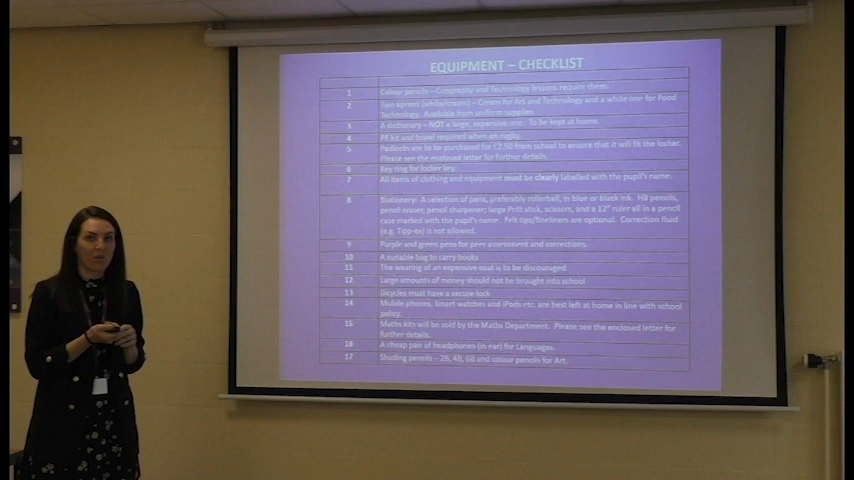 EQUIPMENT – CHECKLIST
1 Colour pencils – Geography and Technology lessons require them.
2 Two aprons (white/cream) – Cream for Art and Technology and a white one for Food
Technology. Available from uniform supplier.
3 A dictionary – NOT a large, expensive one. To be kept at home.
4 PE kit and towel required when on rugby.
5 Padlocks are to be purchased for £2.50 from school to ensure that it will fit the locker.
Please see the enclosed letter for further details.
6 Key ring for locker key.
7 All items of clothing and equipment must be clearly labelled with the pupil's name.
8 Stationery: A selection of pens, preferably rollerball, in blue or black ink. HB pencils,
pencil eraser, pencil sharpener; large Pritt stick, scissors, and a 12" ruler all in a pencil
case marked with the pupil's name. Felt tips/fineliners are optional. Correction fluid
(e.g. Tipp-ex) is not allowed.
9 Purple and green pens for peer assessment and corrections.
10 A suitable bag to carry books
11 The wearing of an expensive coat is to be discouraged
12 Large amounts of money should not be brought into school
13 Bicycles must have a secure lock
14 Mobile phones, Smart watches and iPods etc. are best left at home in line with school
policy.
15 Maths kits will be sold by the Maths Department. Please see the enclosed letter for
further details.
16 A cheap pair of headphones (in ear) for Languages.
17 Shading pencils – 2B, 4B, 6B and colour pencils for Art.